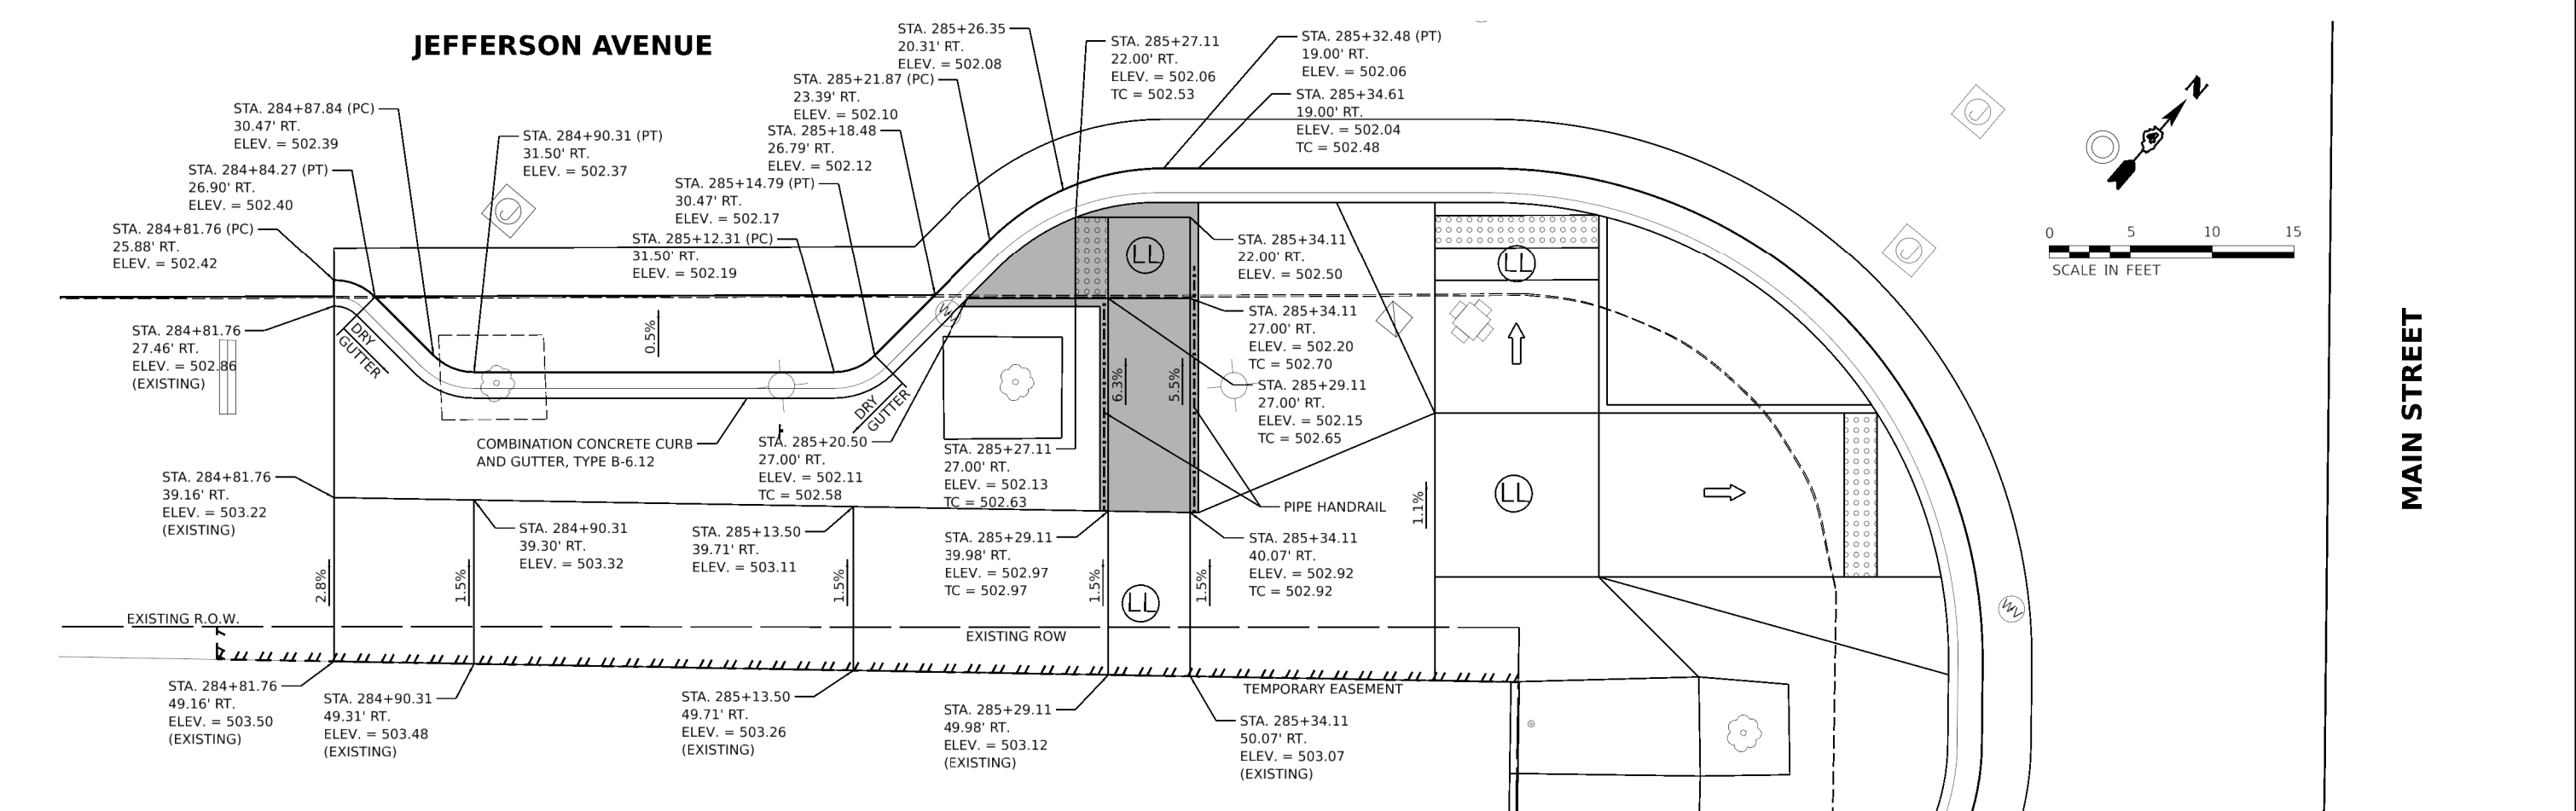 JEFFERSON AVENUE
STA. 284+81.76 (PC)
25.88' RT.
ELEV. = 502.42
STA. 284+84.27 (PT)
26.90' RT.
ELEV. = 502.40
STA. 284+87.84 (PC)
30.47' RT.
ELEV. = 502.39
STA. 284+90.31 (PT)
31.50' RT.
ELEV. = 502.37
STA. 285+12.31 (PC)
31.50' RT.
ELEV. = 502.19
STA. 285+14.79 (PT)
30.47' RT.
ELEV. = 502.17
STA. 285+18.48
26.79' RT.
ELEV. = 502.12
STA. 285+21.87 (PC)
23.39' RT.
ELEV. = 502.10
STA. 285+26.35
20.31' RT.
ELEV. = 502.08
STA. 285+27.11
22.00' RT.
ELEV. = 502.06
TC = 502.53
STA. 285+32.48 (PT)
19.00' RT.
ELEV. = 502.06
STA. 285+34.61
19.00' RT.
ELEV. = 502.04
TC = 502.48
N
0 5 10 15
SCALE IN FEET
MAIN STREET
STA. 284+81.76
27.46' RT.
ELEV. = 502.86
(EXISTING)
DRY
GUTTER
0.5%
WV
LL
STA. 285+34.11
22.00' RT.
ELEV. = 502.50
STA. 285+34.11
27.00' RT.
ELEV. = 502.20
TC = 502.70
STA. 285+29.11
27.00' RT.
ELEV. = 502.15
TC = 502.65
LL
6.3%
5.5%
DRY
GUTTER
COMBINATION CONCRETE CURB
AND GUTTER, TYPE B-6.12
STA. 285+20.50
27.00' RT.
ELEV. = 502.11
TC = 502.58
STA. 285+27.11
27.00' RT.
ELEV. = 502.13
TC = 502.63
PIPE HANDRAIL
1.1%
LL
STA. 284+81.76
39.16' RT.
ELEV. = 503.22
(EXISTING)
STA. 284+90.31
39.30' RT.
ELEV. = 503.32
STA. 285+13.50
39.71' RT.
ELEV. = 503.11
STA. 285+29.11
39.98' RT.
ELEV. = 502.97
TC = 502.97
STA. 285+34.11
40.07' RT.
ELEV. = 502.92
TC = 502.92
2.8%
1.5%
1.5%
1.5%
LL
1.5%
WV
EXISTING R.O.W.
EXISTING ROW
TEMPORARY EASEMENT
STA. 284+81.76
49.16' RT.
ELEV. = 503.50
(EXISTING)
STA. 284+90.31
49.31' RT.
ELEV. = 503.48
(EXISTING)
STA. 285+13.50
49.71' RT.
ELEV. = 503.26
(EXISTING)
STA. 285+29.11
49.98' RT.
ELEV. = 503.12
(EXISTING)
STA. 285+34.11
50.07' RT.
ELEV. = 503.07
(EXISTING)